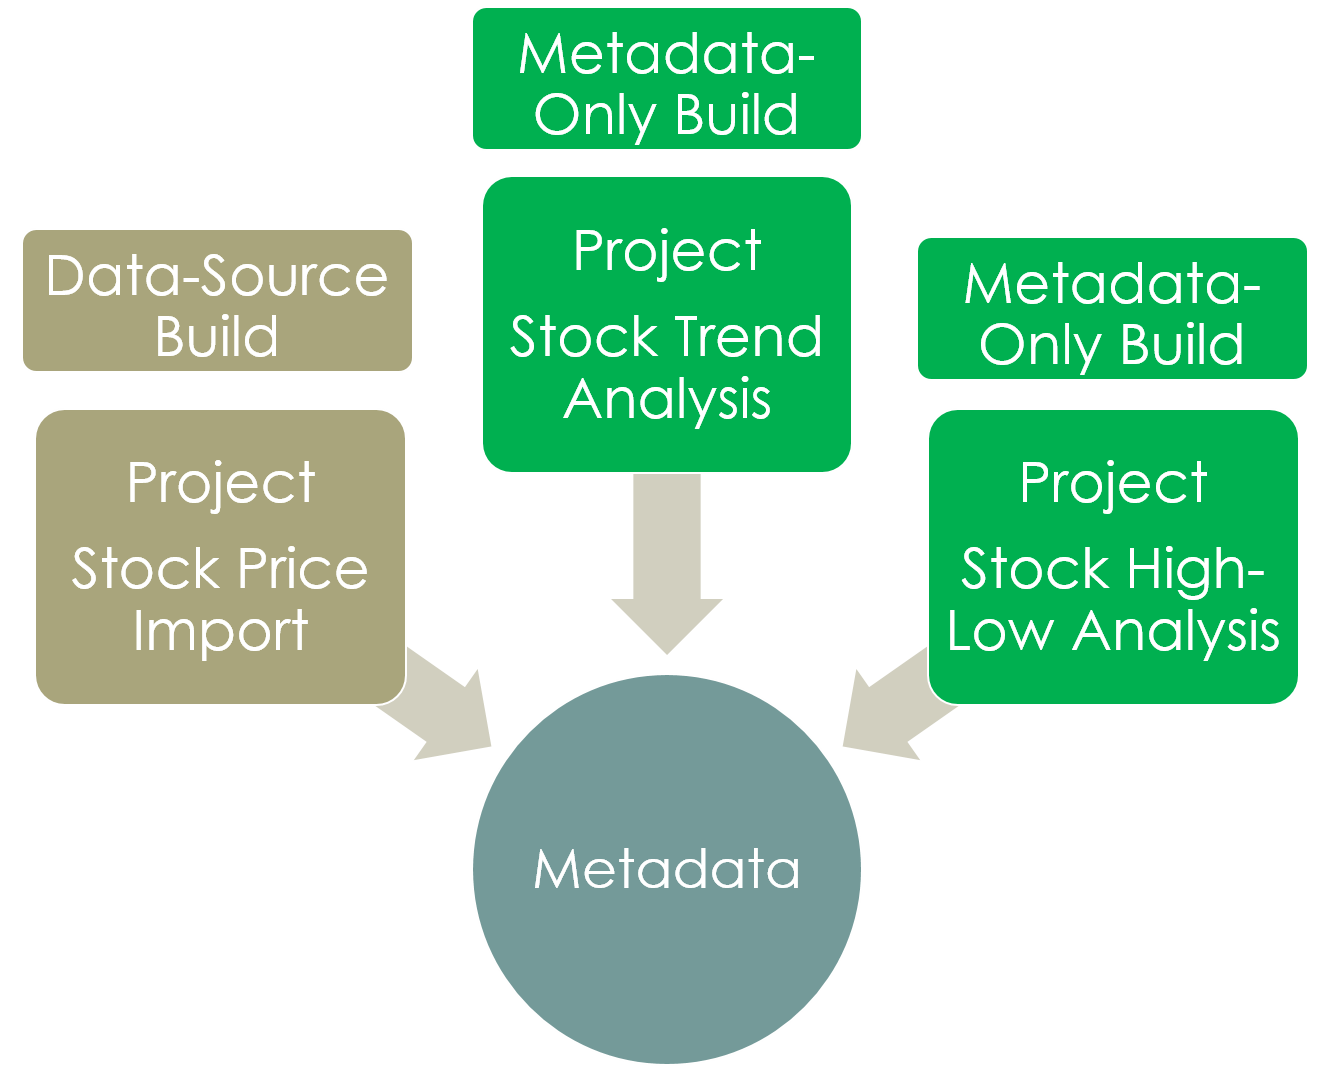 Metadata-
Only Build
Project
Stock Trend
Analysis
Data-Source
Build
Project
Stock Price
Import
Metadata-
Only Build
Project
Stock High-
Low Analysis
Metadata